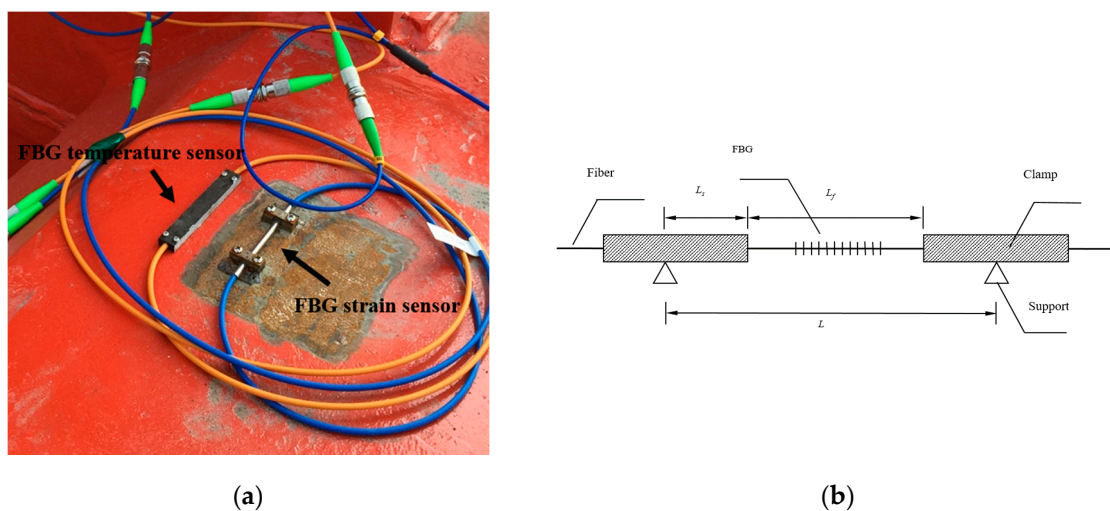 FBG temperature sensor
FBG strain sensor
FBG
Fiber
Ls
Lf
Clamp
Support
L
(a)
(b)